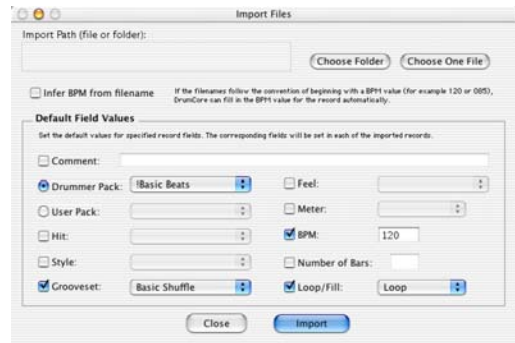 Import Files
Import Path (file or folder):
Choose Folder Choose One File
Infer BPM from filename
If the filenames follow the convention of beginning with a BPM value (for example 120 or 085),
DrumCore can fill in the BPM value for the record automatically.
Default Field Values
Set the default values for specified record fields. The corresponding fields will be set in each of the imported records.
Comment:
Drummer Pack: !Basic Beats Feel:
User Pack: Meter:
Hit: BPM: 120
Style: Number of Bars:
Grooveset: Basic Shuffle Loop/Fill: Loop
Close Import